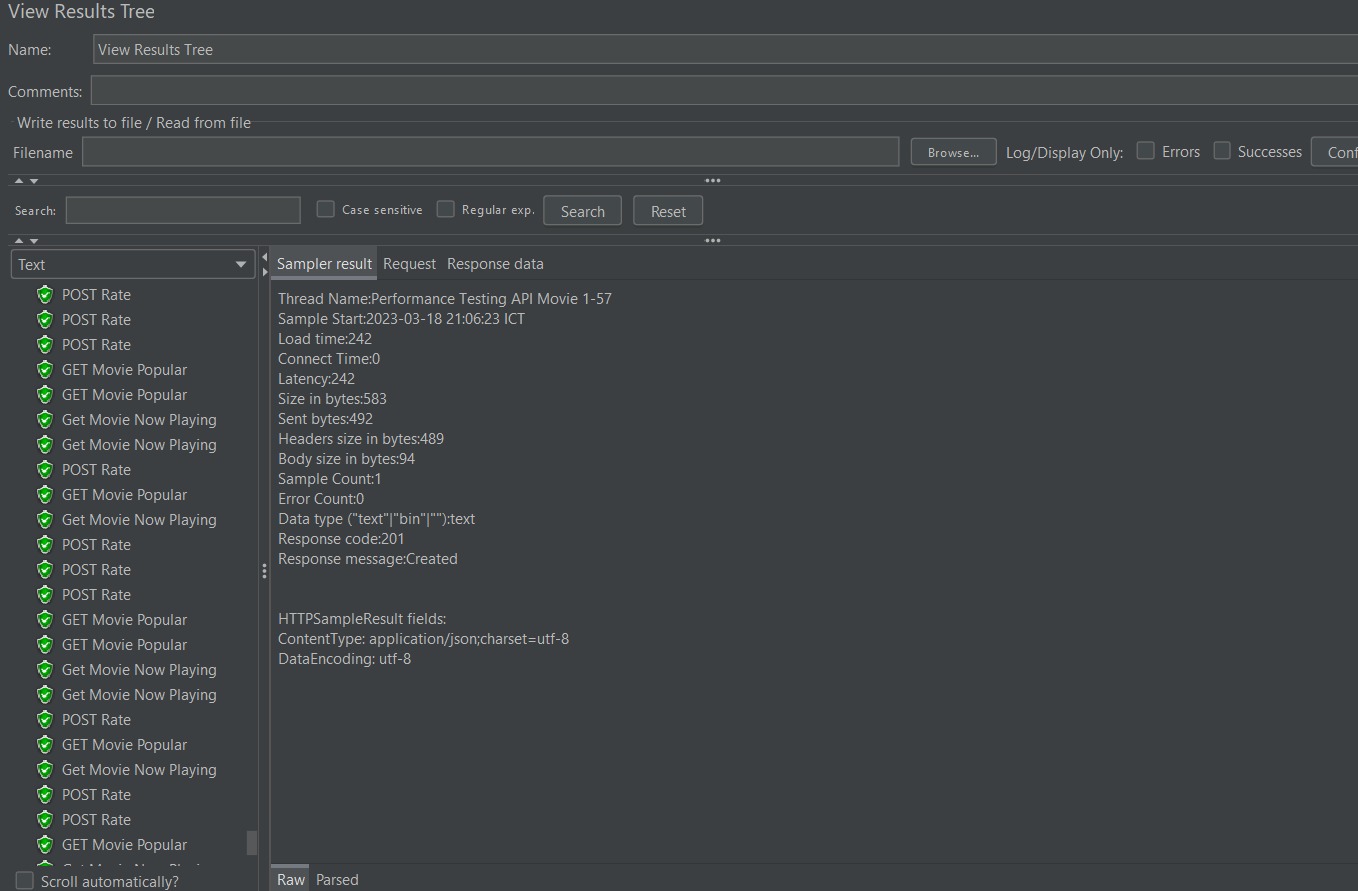 View Results Tree
Name: View Results Tree
Comments:
Write results to file / Read from file
Filename Browse... Log/Display Only: Errors Successes Conf
Search: Case sensitive Regular exp. Search Reset
Text
Sampler result Request Response data
POST Rate
POST Rate
POST Rate
GET Movie Popular
GET Movie Popular
Get Movie Now Playing
Get Movie Now Playing
POST Rate
GET Movie Popular
Get Movie Now Playing
POST Rate
POST Rate
POST Rate
GET Movie Popular
GET Movie Popular
Get Movie Now Playing
Get Movie Now Playing
POST Rate
GET Movie Popular
Get Movie Now Playing
POST Rate
POST Rate
GET Movie Popular
Scroll automatically?
Thread Name:Performance Testing API Movie 1-57
Sample Start:2023-03-18 21:06:23 ICT
Load time:242
Connect Time:0
Latency:242
Size in bytes:583
Sent bytes:492
Headers size in bytes:489
Body size in bytes:94
Sample Count:1
Error Count:0
Data type ("text"|"bin"|""):text
Response code:201
Response message:Created
HTTPSampleResult fields:
ContentType: application/json;charset=utf-8
DataEncoding: utf-8
Raw Parsed